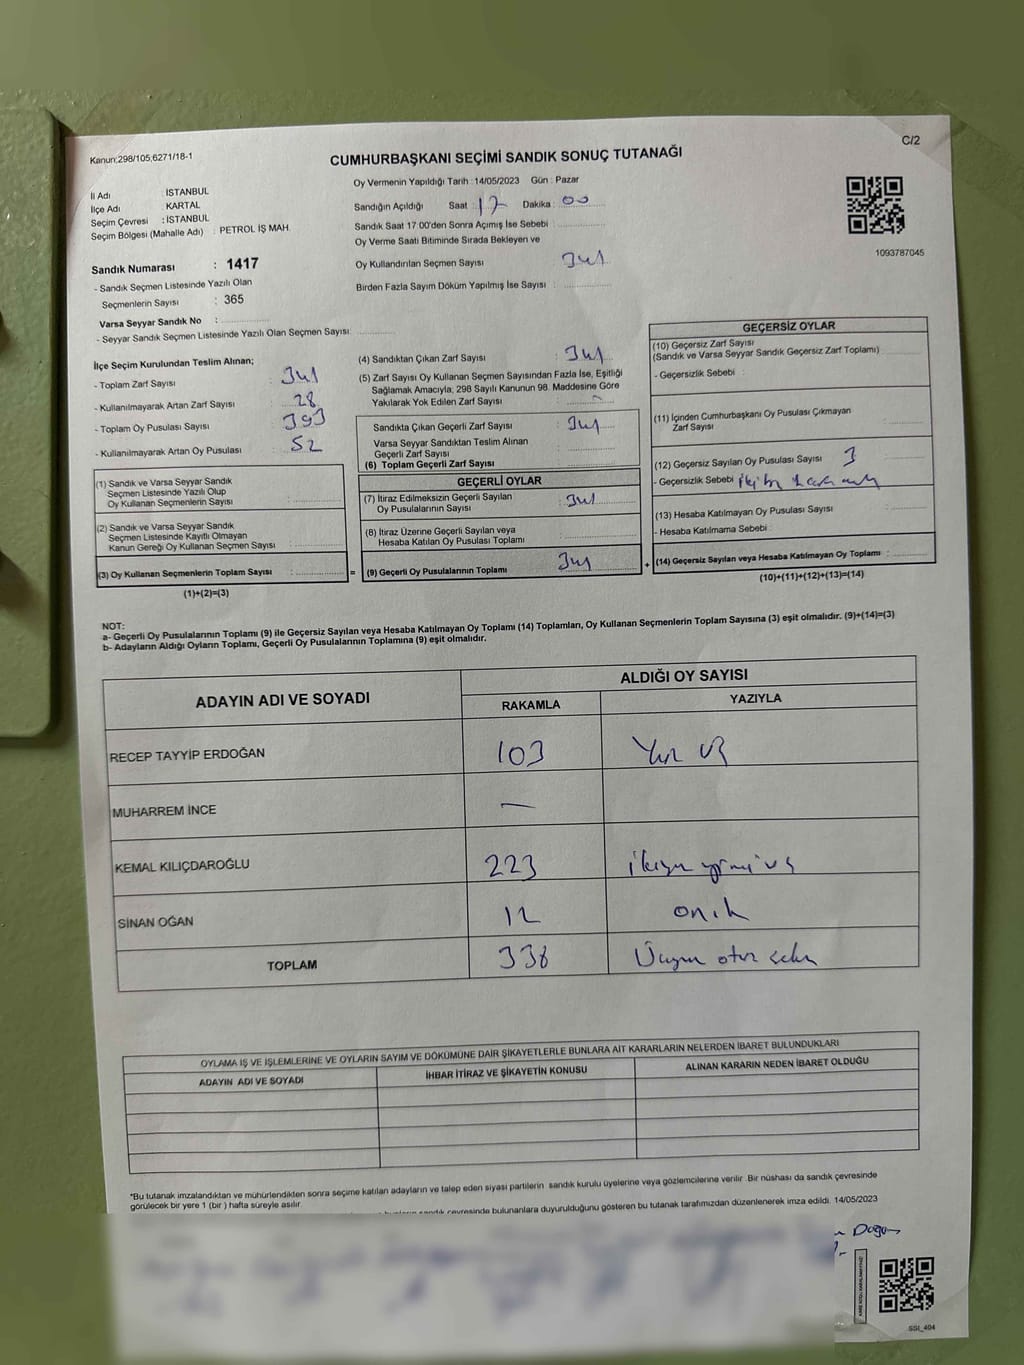 Kanun:298/105,6271/18-1
C/2
CUMHURBAŞKANI SEÇİMİ SANDIK SONUÇ TUTANAĞI
İl Adı : İSTANBUL
İlçe Adı : KARTAL
Seçim Çevresi : İSTANBUL
Seçim Bölgesi (Mahalle Adı) : PETROL İŞ MAH.
Sandık Numarası : 1417
- Sandık Seçmen Listesinde Yazılı Olan
Seçmenlerin Sayısı : 365
Varsa Seyyar Sandık No :
- Seyyar Sandık Seçmen Listesinde Yazılı Olan Seçmen Sayısı:
Oy Vermenin Yapıldığı Tarih : 14/05/2023 Gün : Pazar
Sandığın Açıldığı Saat : 17 Dakika : 00
Sandık Saat 17:00'den Sonra Açımış İse Sebebi :
Oy Verme Saati Bitiminde Sırada Bekleyen ve
Oy Kullandırılan Seçmen Sayısı 341
Birden Fazla Sayım Döküm Yapılmış İse Sayısı :
1093787045
İlçe Seçim Kurulundan Teslim Alınan;
- Toplam Zarf Sayısı : 341
- Kullanılmayarak Artan Zarf Sayısı : 28
- Toplam Oy Pusulası Sayısı : 393
- Kullanılmayarak Artan Oy Pusulası : 52
(1) Sandık ve Varsa Seyyar Sandık
Seçmen Listesinde Yazılı Olup
Oy Kullanan Seçmenlerin Sayısı :
(2) Sandık ve Varsa Seyyar Sandık
Seçmen Listesinde Kayıtlı Olmayan
Kanun Gereği Oy Kullanan Seçmen Sayısı :
(3) Oy Kullanan Seçmenlerin Toplam Sayısı : =
(1)+(2)=(3)
(4) Sandıktan Çıkan Zarf Sayısı : 341
(5) Zarf Sayısı Oy Kullanan Seçmen Sayısından Fazla İse, Eşitliği
Sağlamak Amacıyla; 298 Sayılı Kanunun 98. Maddesine Göre
Yakılarak Yok Edilen Zarf Sayısı :
Sandıkta Çıkan Geçerli Zarf Sayısı : 341
Varsa Seyyar Sandıktan Teslim Alınan
Geçerli Zarf Sayısı :
(6) Toplam Geçerli Zarf Sayısı :
GEÇERLİ OYLAR
(7) İtiraz Edilmeksizin Geçerli Sayılan
Oy Pusulalarının Sayısı : 341
(8) İtiraz Üzerine Geçerli Sayılan veya
Hesaba Katılan Oy Pusulası Toplamı :
(9) Geçerli Oy Pusulalarının Toplamı : 341 +
GEÇERSİZ OYLAR
(10) Geçersiz Zarf Sayısı
(Sandık ve Varsa Seyyar Sandık Geçersiz Zarf Toplamı)
- Geçersizlik Sebebi :
(11) İçinden Cumhurbaşkanı Oy Pusulası Çıkmayan
Zarf Sayısı :
(12) Geçersiz Sayılan Oy Pusulası Sayısı : 3
- Geçersizlik Sebebi
(13) Hesaba Katılmayan Oy Pusulası Sayısı :
- Hesaba Katılmama Sebebi :
(14) Geçersiz Sayılan veya Hesaba Katılmayan Oy Toplamı :
(10)+(11)+(12)+(13)=(14)
NOT:
a- Geçerli Oy Pusulalarının Toplamı (9) ile Geçersiz Sayılan veya Hesaba Katılmayan Oy Toplamı (14) Toplamları, Oy Kullanan Seçmenlerin Toplam Sayısına (3) eşit olmalıdır. (9)+(14)=(3)
b- Adayların Aldığı Oyların Toplamı, Geçerli Oy Pusulalarının Toplamına (9) eşit olmalıdır.
ADAYIN ADI VE SOYADI
ALDIĞI OY SAYISI
RAKAMLA YAZIYLA
RECEP TAYYİP ERDOĞAN 103 Yüz üç
MUHARREM İNCE —
KEMAL KILIÇDAROĞLU 223 ikiyüz yirmi üç
SİNAN OĞAN 12 oniki
TOPLAM 338 Üçyüz otuz sekiz
OYLAMA İŞ VE İŞLEMLERİNE VE OYLARIN SAYIM VE DÖKÜMÜNE DAİR ŞİKAYETLERLE BUNLARA AİT KARARLARIN NELERDEN İBARET BULUNDUKLARI
ADAYIN ADI VE SOYADI İHBAR İTİRAZ VE ŞİKAYETİN KONUSU ALINAN KARARIN NEDEN İBARET OLDUĞU
*Bu tutanak imzalandıktan ve mühürlendikten sonra seçime katılan adayların ve talep eden siyasi partilerin sandık kurulu üyelerine veya gözlemcilerine verilir. Bir nüshası da sandık çevresinde
görülecek bir yere 1 (bir) hafta süreyle asılır.
sandık çevresinde bulunanlara duyurulduğunu gösteren bu tutanak tarafımızdan düzenlenerek imza edildi. 14/05/2023
SSI_404